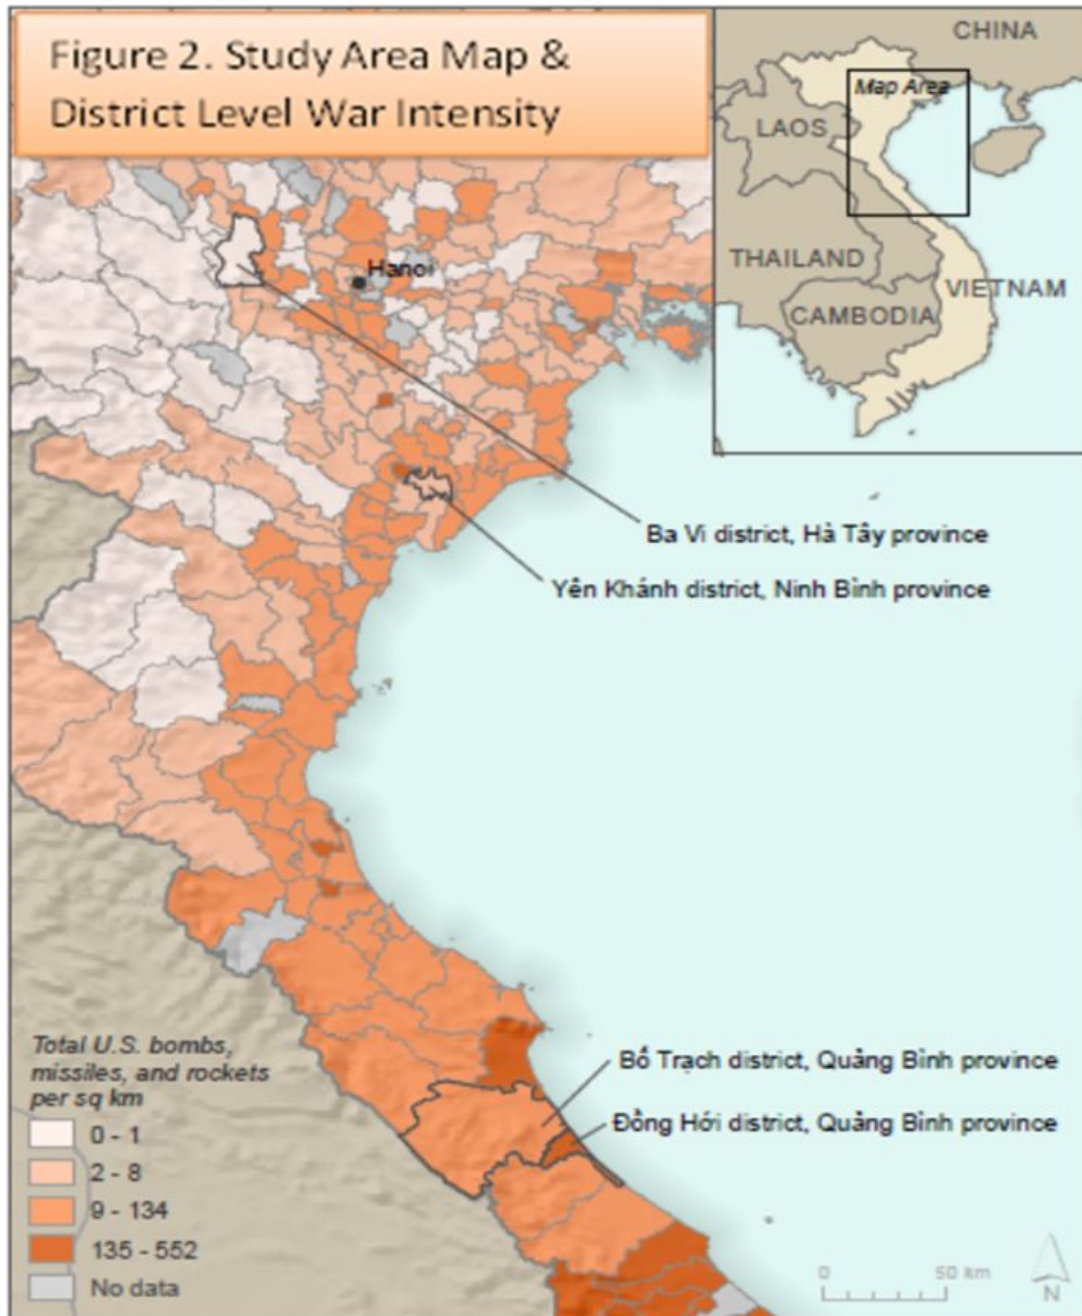 Figure 2. Study Area Map &
District Level War Intensity
CHINA
Map Area
LAOS
THAILAND
VIETNAM
CAMBODIA
Hanoi
Ba Vi district, Hà Tây province
Yên Khánh district, Ninh Bình province
Bố Trạch district, Quảng Bình province
Đồng Hới district, Quảng Bình province
Total U.S. bombs,
missiles, and rockets
per sq km
0 - 1
2 - 8
9 - 134
135 - 552
No data
0 50 km
N